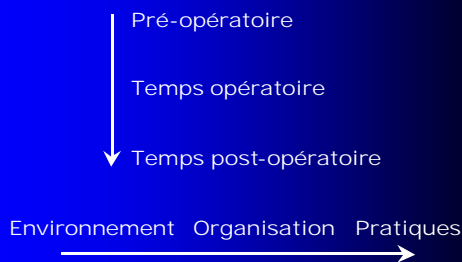 Pré-opératoire
Temps opératoire
Temps post-opératoire
Environnement Organisation Pratiques